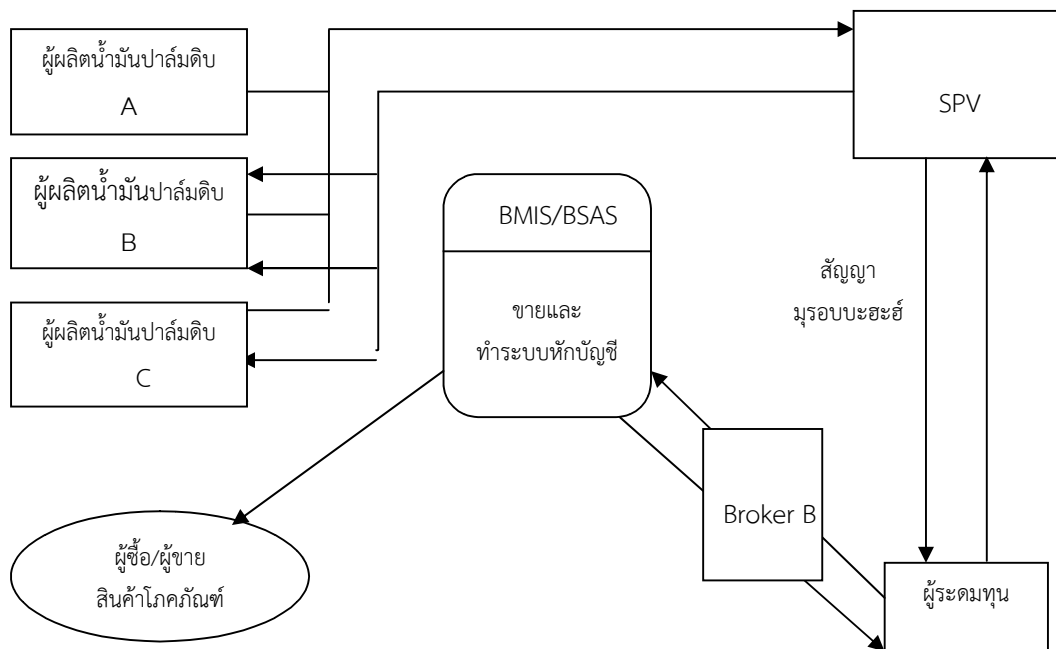 ผู้ผลิตน้ำมันปาล์มดิบ
A
SPV
ผู้ผลิตน้ำมันปาล์มดิบ
B
BMIS/BSAS
ขายและ
ทำระบบหักบัญชี
สัญญา
มุรอบบะฮะฮ์
ผู้ผลิตน้ำมันปาล์มดิบ
C
Broker B
ผู้ซื้อ/ผู้ขาย
สินค้าโภคภัณฑ์
ผู้ระดมทุน